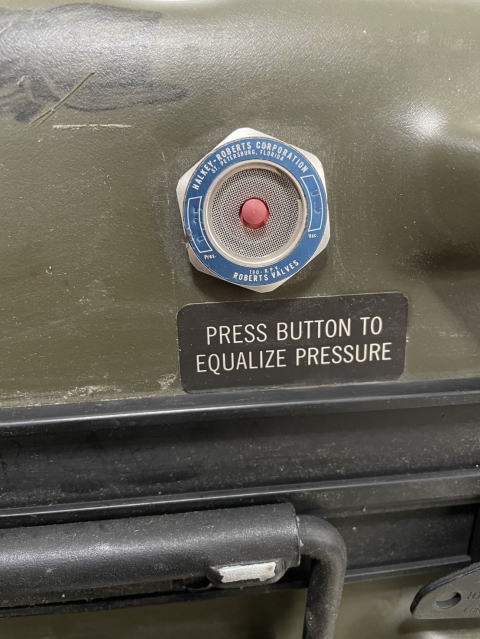 HALKEY-ROBERTS CORPORATION
ST. PETERSBURG, FLORIDA
Pres.
Vac.
ROBERTS VALVES
PRESS BUTTON TO
EQUALIZE PRESSURE